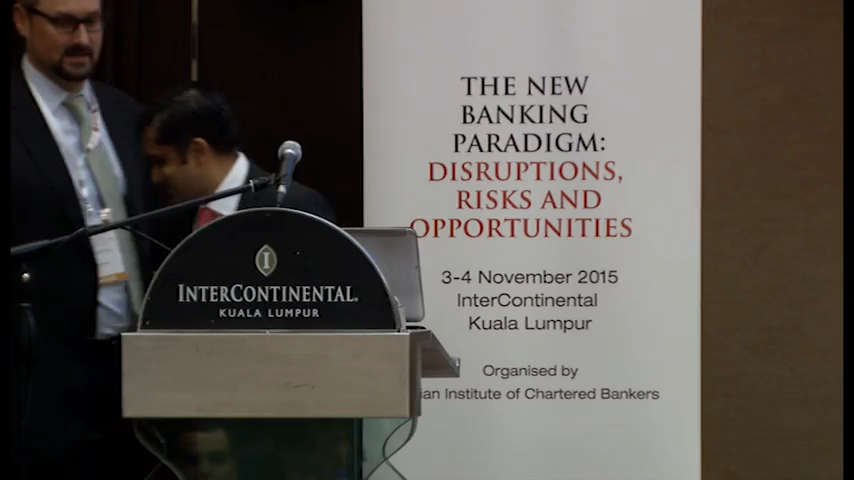 THE NEW
BANKING
PARADIGM:
DISRUPTIONS,
RISKS AND
OPPORTUNITIES
3-4 November 2015
InterContinental
Kuala Lumpur
Organised by
Institute of Chartered Bankers
I
INTERCONTINENTAL.
KUALA LUMPUR